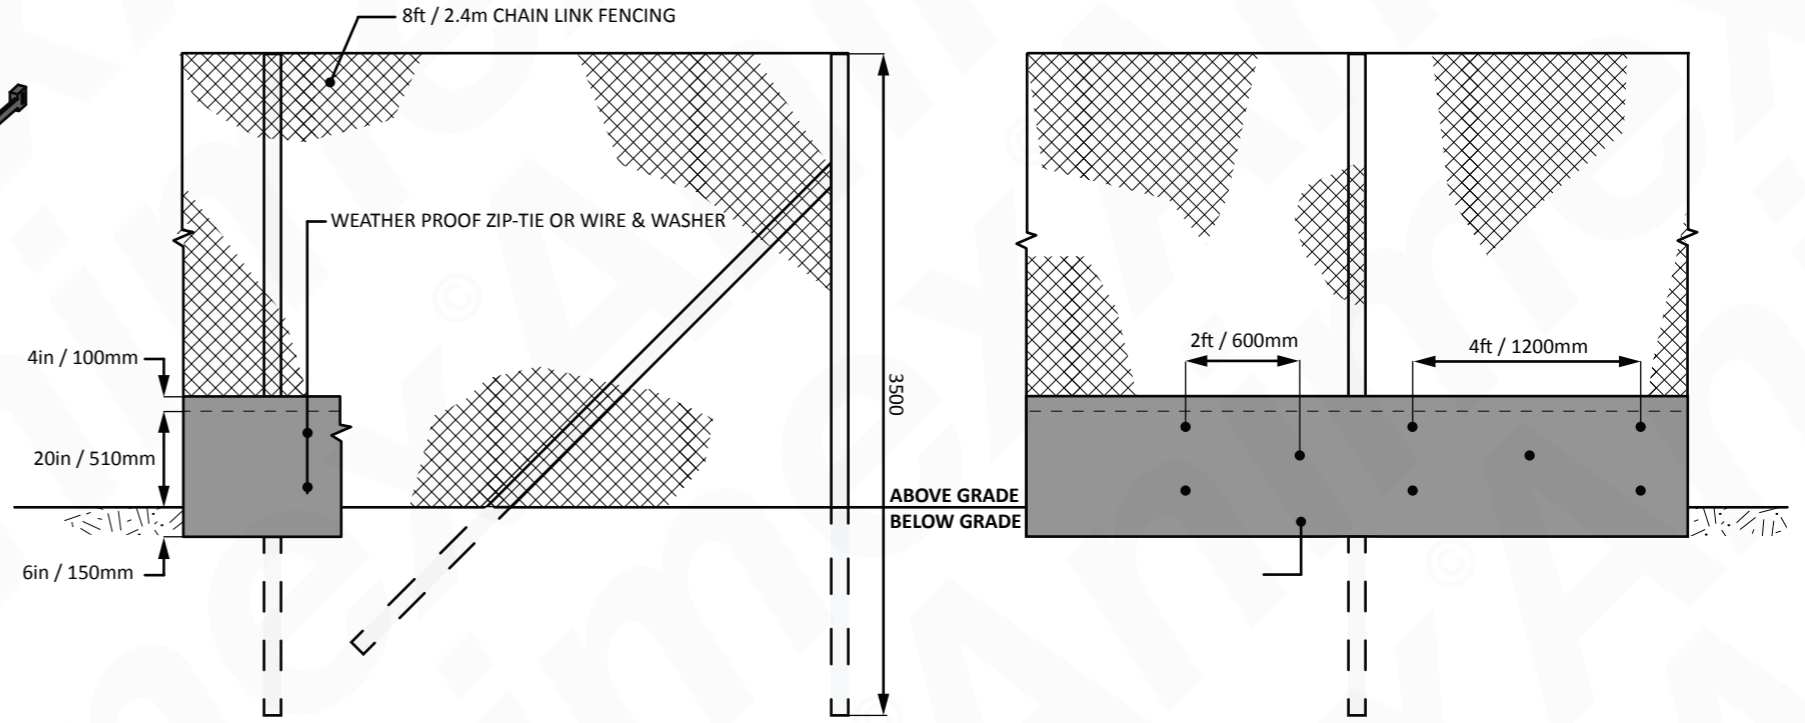 8ft / 2.4m CHAIN LINK FENCING
WEATHER PROOF ZIP-TIE OR WIRE & WASHER
4in / 100mm
20in / 510mm
6in / 150mm
3500
ABOVE GRADE
BELOW GRADE
2ft / 600mm
4ft / 1200mm